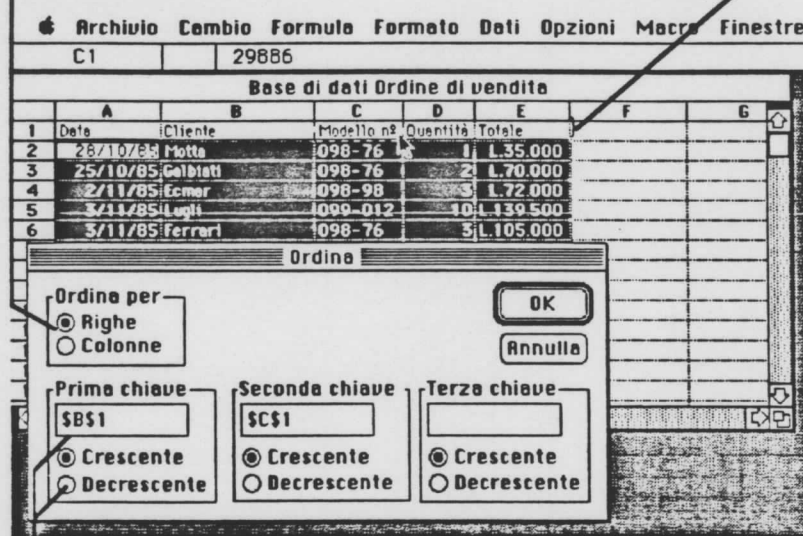 Archivio Cambio Formula Formato Dati Opzioni Macro Finestre
C1 29886
Base di dati Ordine di vendita
A B C D E F G
1 Data Cliente Modello nº Quantità Totale
2 28/10/85 Motta 098-76 1 L.35.000
3 25/10/85 Galbiati 098-76 2 L.70.000
4 2/11/85 Ecmer 098-98 3 L.72.000
5 3/11/85 Lugli 099-012 10 L.139.500
6 3/11/85 Ferrari 098-76 3 L.105.000
Ordina
Ordina per
Righe
Colonne
OK
Annulla
Prima chiave Seconda chiave Terza chiave
$B$1 $C$1
Crescente Crescente Crescente
Decrescente Decrescente Decrescente